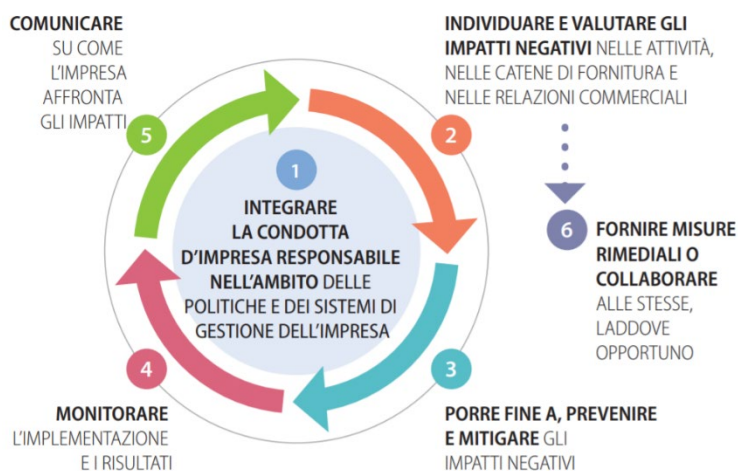 COMUNICARE
SU COME
L'IMPRESA
AFFRONTA
GLI IMPATTI
5
INDIVIDUARE E VALUTARE GLI
IMPATTI NEGATIVI NELLE ATTIVITÀ,
NELLE CATENE DI FORNITURA E
NELLE RELAZIONI COMMERCIALI
2
1
INTEGRARE
LA CONDOTTA
D'IMPRESA RESPONSABILE
NELL'AMBITO DELLE
POLITICHE E DEI SISTEMI DI
GESTIONE DELL'IMPRESA
6
FORNIRE MISURE
RIMEDIALI O
COLLABORARE
ALLE STESSE,
LADDOVE
OPPORTUNO
4
MONITORARE
L'IMPLEMENTAZIONE
E I RISULTATI
3
PORRE FINE A, PREVENIRE
E MITIGARE GLI
IMPATTI NEGATIVI